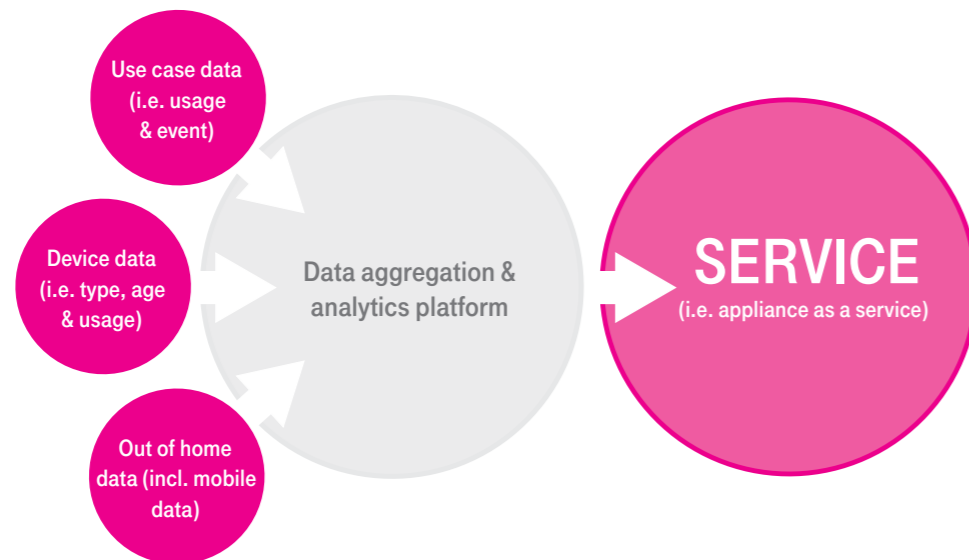 Use case data
(i.e. usage
& event)
Device data
(i.e. type, age
& usage)
Out of home
data (incl. mobile
data)
Data aggregation &
analytics platform
SERVICE
(i.e. appliance as a service)